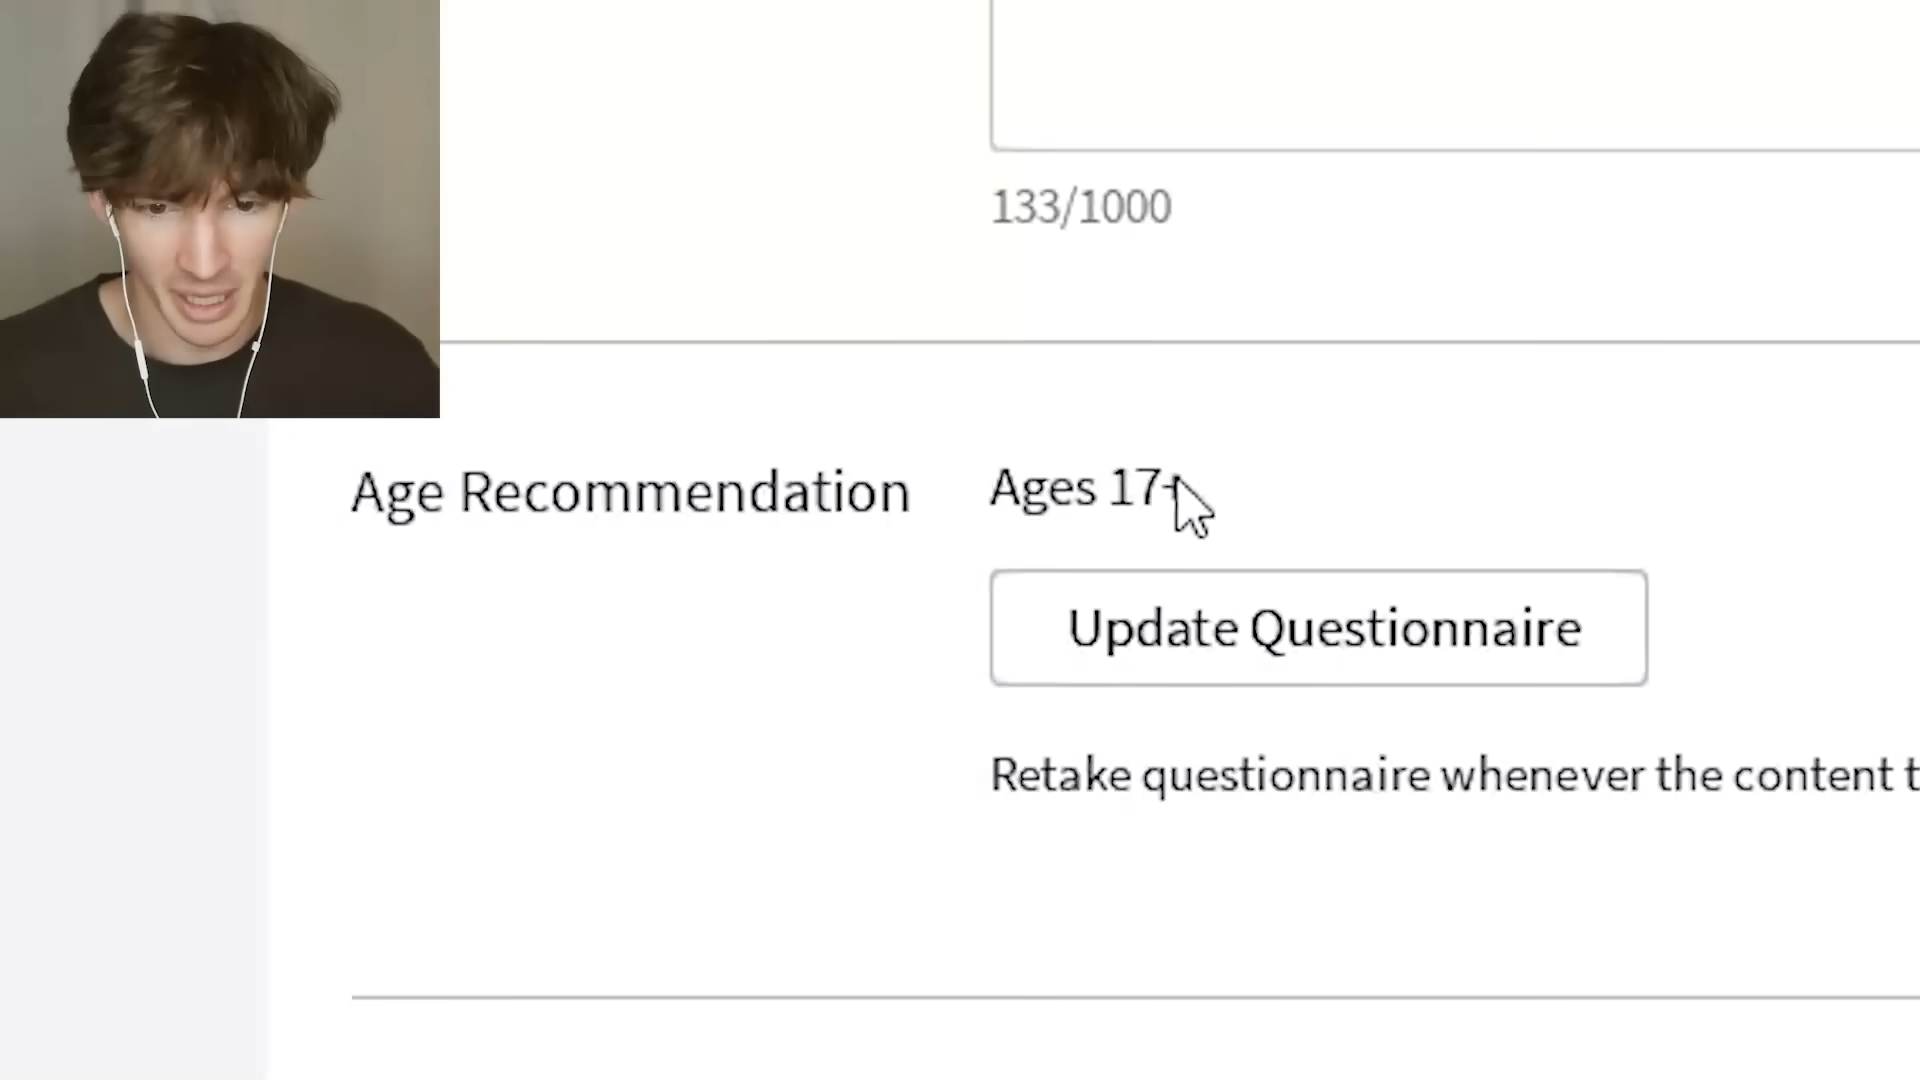 133/1000
Age Recommendation
Ages 17+
Update Questionnaire
Retake questionnaire whenever the content t